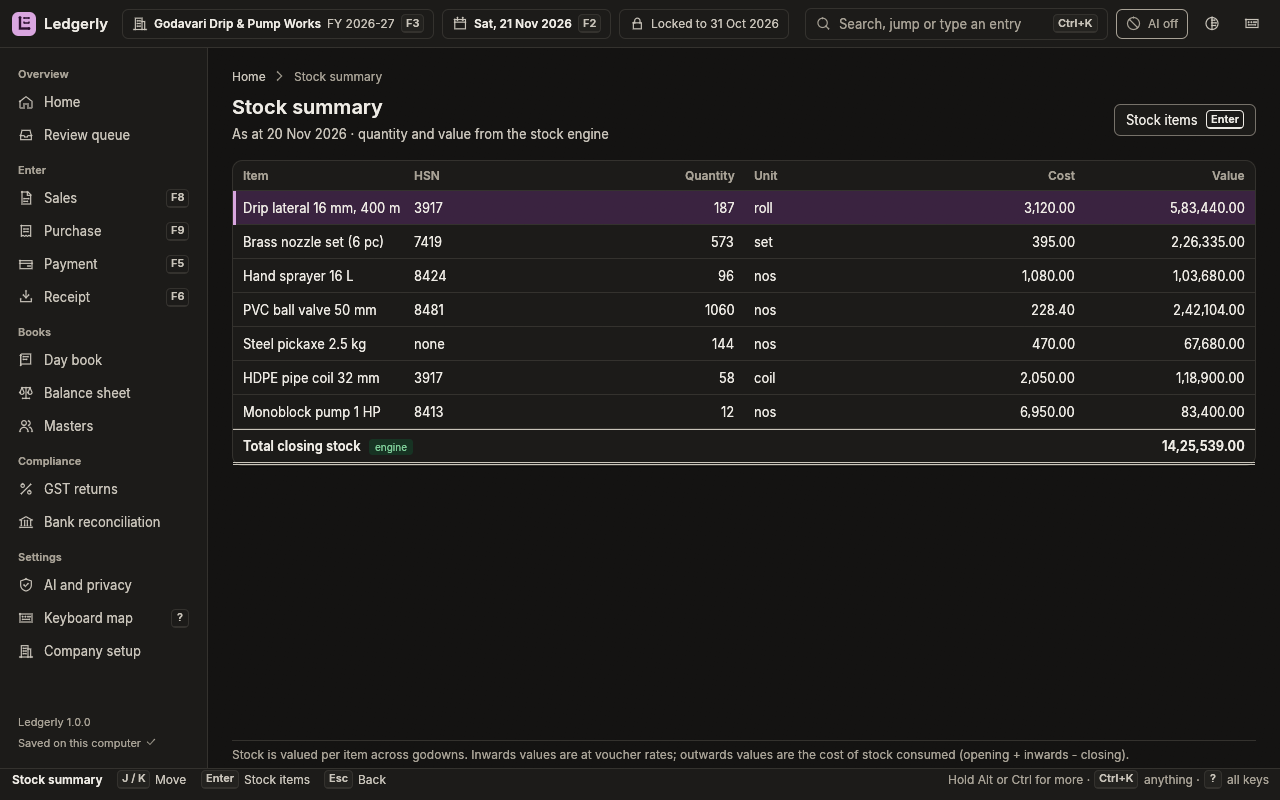 Ledgerly
Godavari Drip & Pump Works FY 2026-27 F3
Sat, 21 Nov 2026 F2
Locked to 31 Oct 2026
Search, jump or type an entry Ctrl+K
AI off
Overview
Home
Review queue
Enter
Sales F8
Purchase F9
Payment F5
Receipt F6
Books
Day book
Balance sheet
Masters
Compliance
GST returns
Bank reconciliation
Settings
AI and privacy
Keyboard map ?
Company setup
Ledgerly 1.0.0
Saved on this computer
Home Stock summary
Stock summary
As at 20 Nov 2026 · quantity and value from the stock engine
Stock items Enter
Item HSN Quantity Unit Cost Value
Drip lateral 16 mm, 400 m 3917 187 roll 3,120.00 5,83,440.00
Brass nozzle set (6 pc) 7419 573 set 395.00 2,26,335.00
Hand sprayer 16 L 8424 96 nos 1,080.00 1,03,680.00
PVC ball valve 50 mm 8481 1060 nos 228.40 2,42,104.00
Steel pickaxe 2.5 kg none 144 nos 470.00 67,680.00
HDPE pipe coil 32 mm 3917 58 coil 2,050.00 1,18,900.00
Monoblock pump 1 HP 8413 12 nos 6,950.00 83,400.00
Total closing stock engine 14,25,539.00
Stock is valued per item across godowns. Inwards values are at voucher rates; outwards values are the cost of stock consumed (opening + inwards - closing).
Stock summary J / K Move Enter Stock items Esc Back
Hold Alt or Ctrl for more · Ctrl+K anything · ? all keys